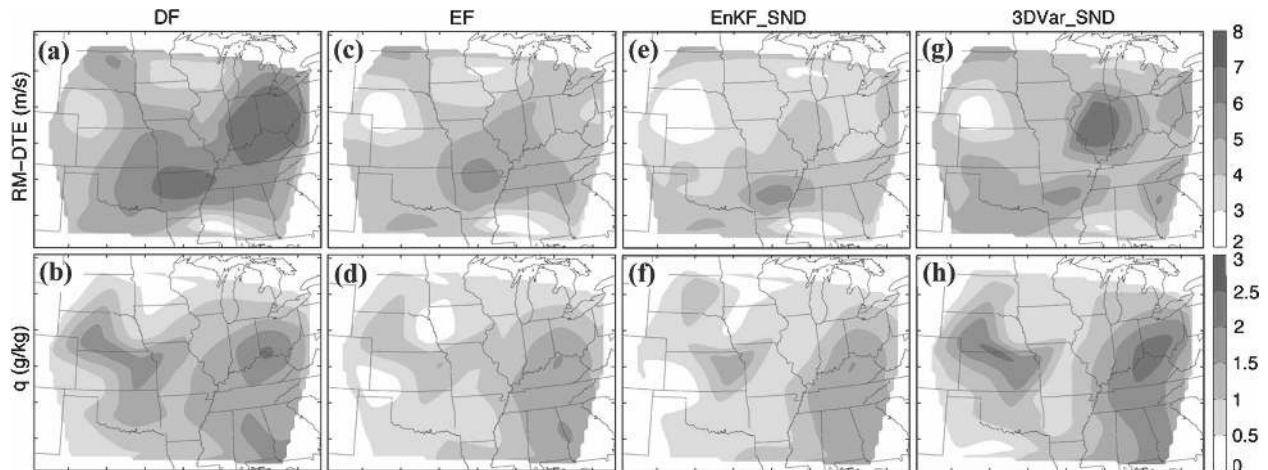 DF EF EnKF_SND 3DVar_SND
RM−DTE (m/s)
(a) (c) (e) (g)
8
7
6
5
4
3
2
q (g/kg)
(b) (d) (f) (h)
3
2.5
2
1.5
1
0.5
0